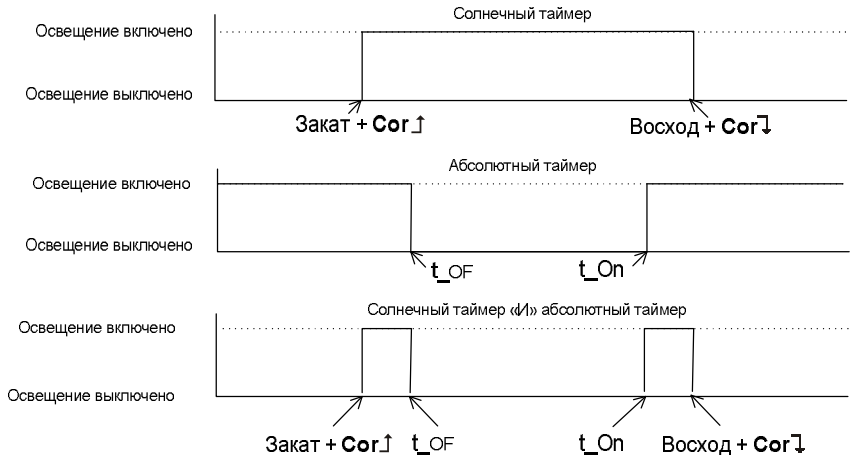 Солнечный таймер
Освещение включено
Освещение выключено
Закат + Cor
Восход + Cor
Абсолютный таймер
Освещение включено
Освещение выключено
t_OF
t_On
Солнечный таймер «И» абсолютный таймер
Освещение включено
Освещение выключено
Закат + Cor
t_OF
t_On
Восход + Cor